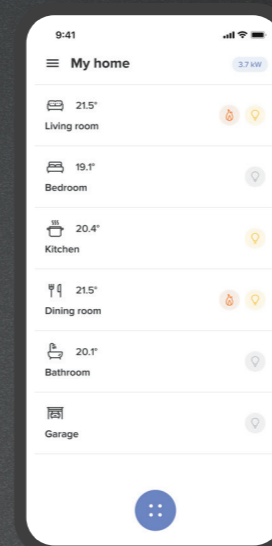 9:41
My home
3.7 kW
21.5°
Living room
19.1°
Bedroom
20.4°
Kitchen
21.5°
Dining room
20.1°
Bathroom
Garage